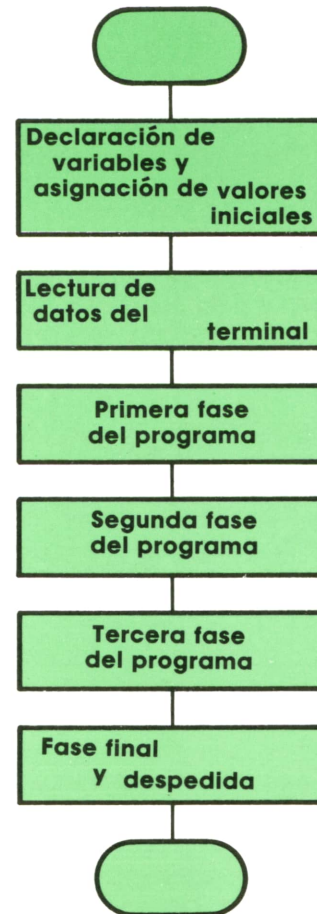 Declaración de
variables y
asignación de valores
iniciales
Lectura de
datos del
terminal
Primera fase
del programa
Segunda fase
del programa
Tercera fase
del programa
Fase final
y despedida